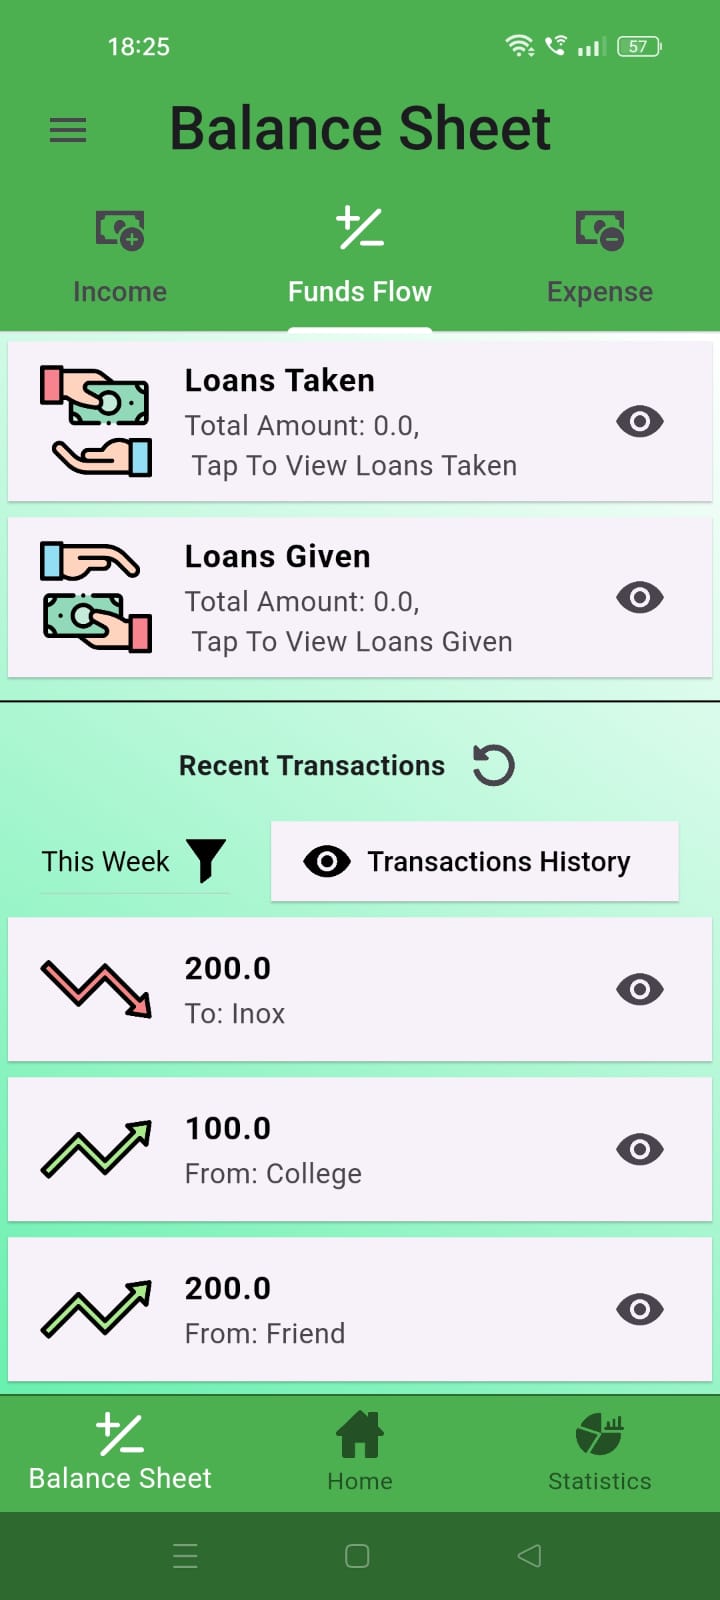 18:25
57
Balance Sheet
Income
Funds Flow
Expense
Loans Taken
Total Amount: 0.0,
Tap To View Loans Taken
Loans Given
Total Amount: 0.0,
Tap To View Loans Given
Recent Transactions
This Week
Transactions History
200.0
To: Inox
100.0
From: College
200.0
From: Friend
Balance Sheet
Home
Statistics